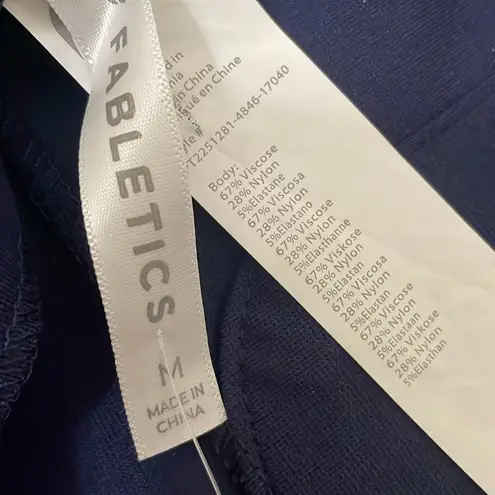 FABLETICS
M
MADE IN
CHINA
d in
nia
in China
ué en Chine
le #
T2251281-4846-17040
Body:
67% Viscose
28% Nylon
5%Elastane
67% Viscosa
28% Nylon
5%Elastano
67% Viscose
28% Nylon
5%Elasthanne
67% Viskose
28% Nylon
5%Elastan
67% Viscosa
28% Nylon
5%Elastan
67% Viscose
28% Nylon
5%Elastaan
67% Viskose
28% Nylon
5%Elasthan